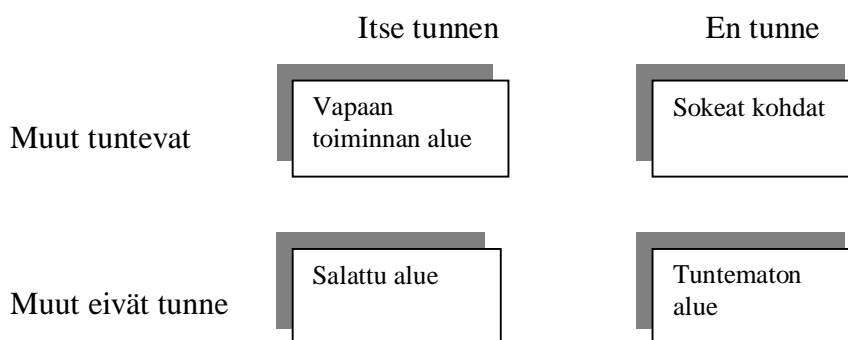 Itse tunnen En tunne
Vapaan
toiminnan alue
Sokeat kohdat
Muut tuntevat
Salattu alue
Tuntematon
alue
Muut eivät tunne